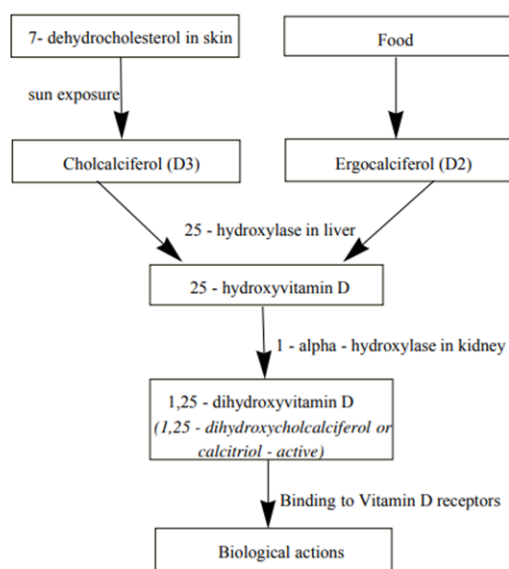 7- dehydrocholesterol in skin
Food
sun exposure
Cholcalciferol (D3)
Ergocalciferol (D2)
25 - hydroxylase in liver
25 - hydroxyvitamin D
1 - alpha - hydroxylase in kidney
1,25 - dihydroxyvitamin D
(1,25 - dihydroxycholcalciferol or
calcitriol - active)
Binding to Vitamin D receptors
Biological actions